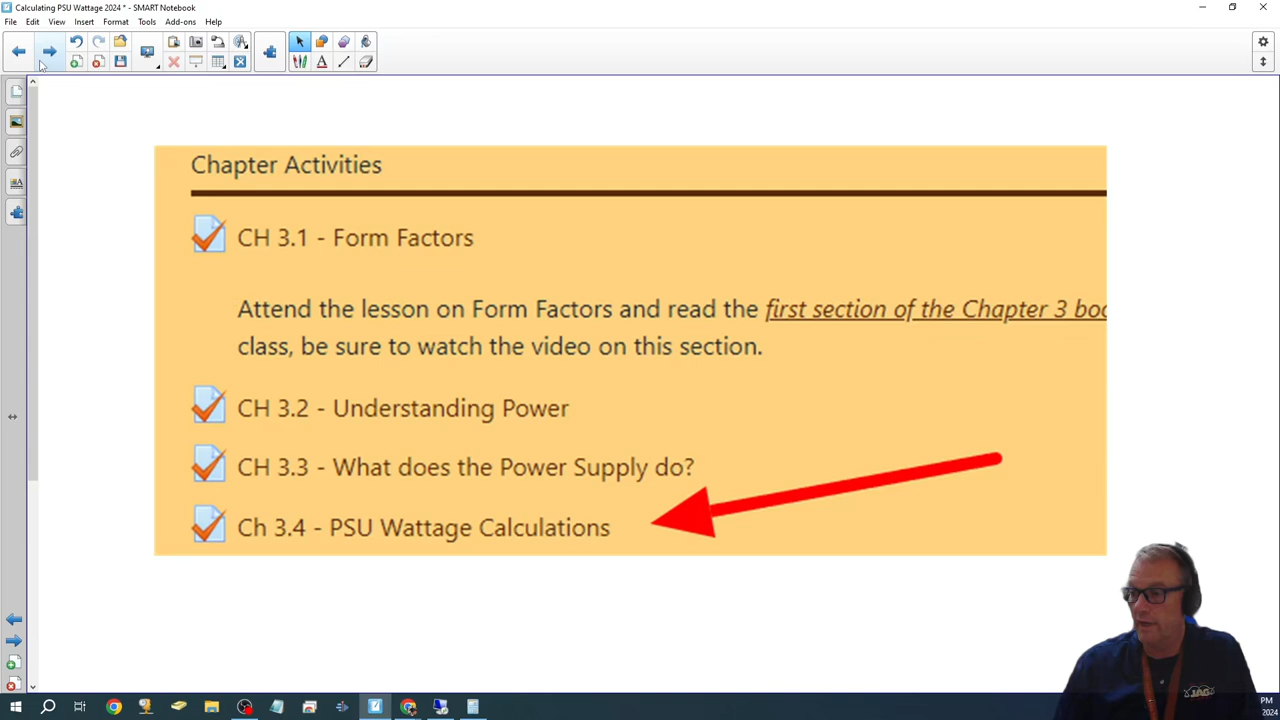 Calculating PSU Wattage 2024 * - SMART Notebook
File Edit View Insert Format Tools Add-ons Help
Chapter Activities
CH 3.1 - Form Factors
Attend the lesson on Form Factors and read the first section of the Chapter 3 boo
class, be sure to watch the video on this section.
CH 3.2 - Understanding Power
CH 3.3 - What does the Power Supply do?
Ch 3.4 - PSU Wattage Calculations
JAG
PM
2024